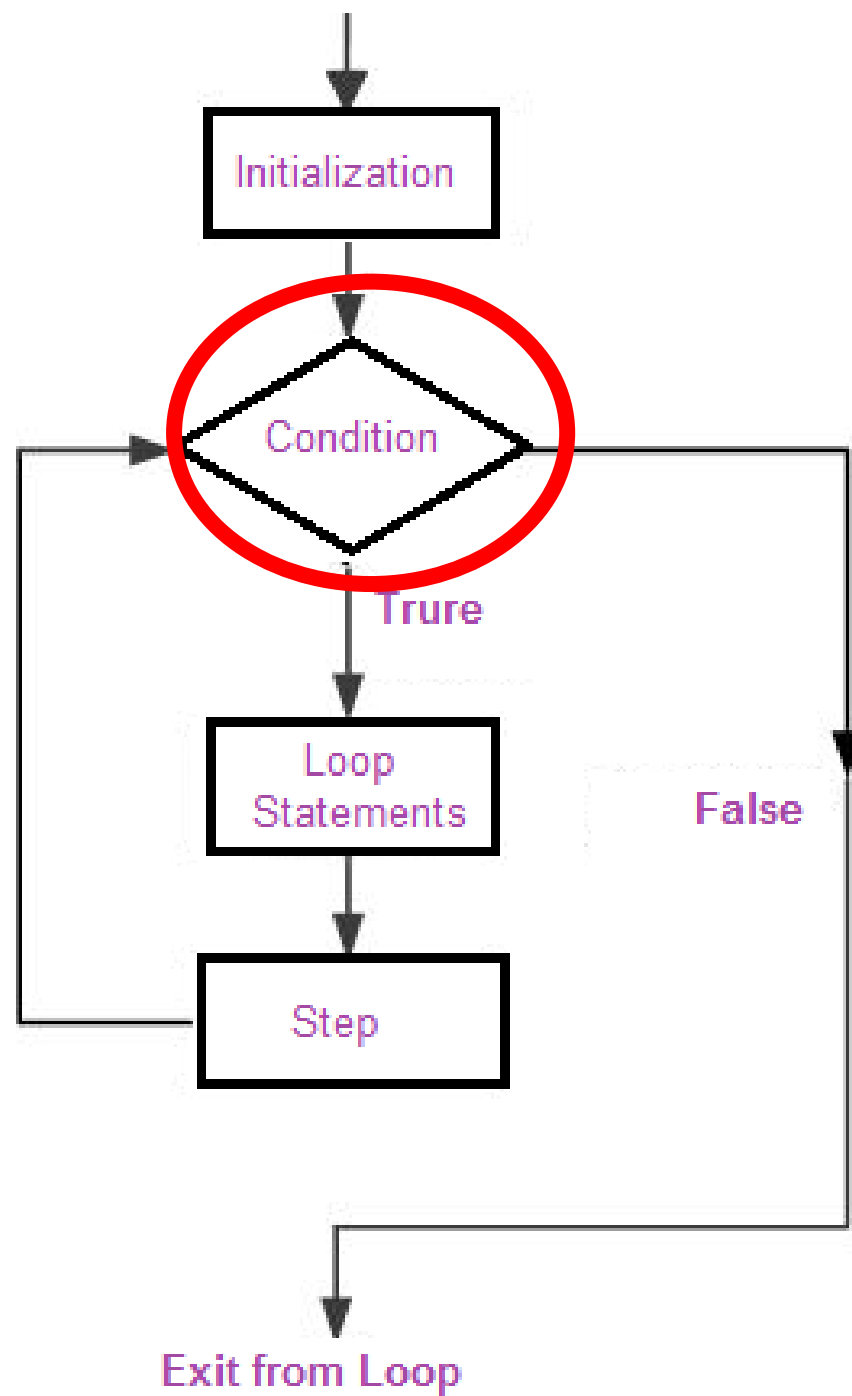 Initialization
Condition
Trure
Loop
Statements
False
Step
Exit from Loop